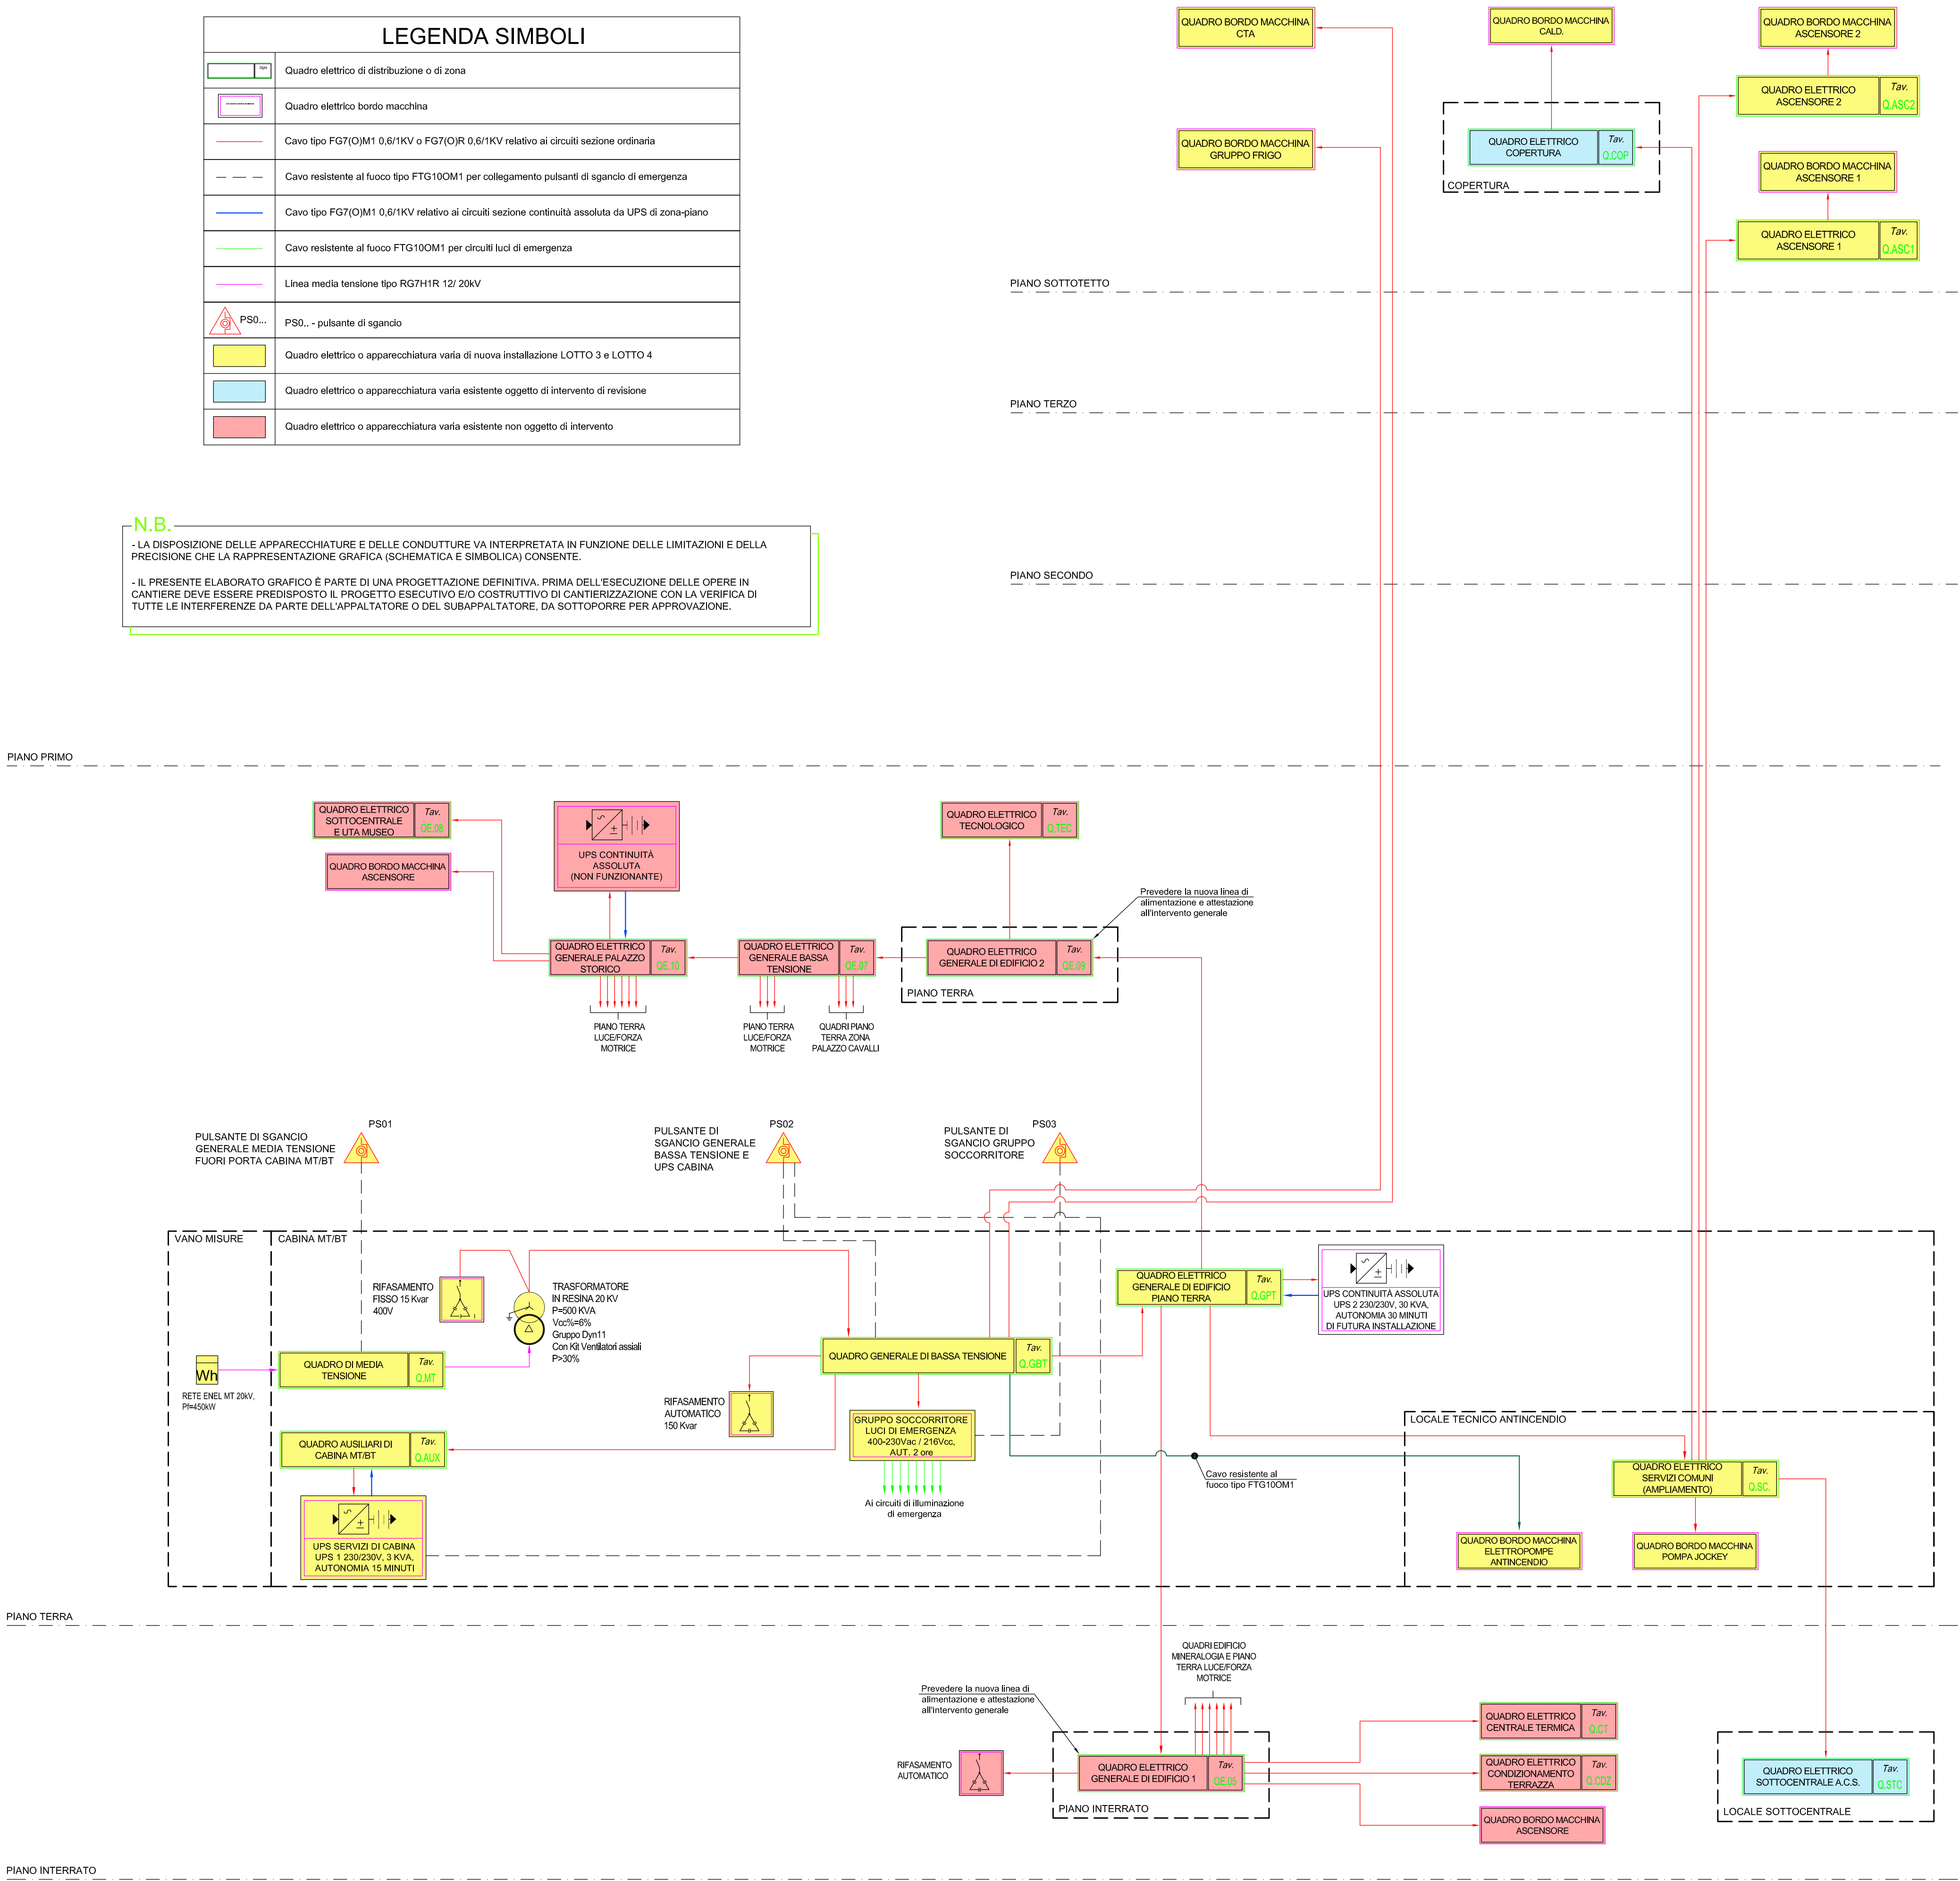 LEGENDA SIMBOLI
Quadro elettrico di distribuzione o di zona
Quadro elettrico bordo macchina
Cavo tipo FG7(O)M1 0,6/1KV o FG7(O)R 0,6/1KV relativo ai circuiti sezione ordinaria
Cavo resistente al fuoco tipo FTG10OM1 per collegamento pulsanti di sgancio di emergenza
Cavo tipo FG7(O)M1 0,6/1KV relativo ai circuiti sezione continuità assoluta da UPS di zona-piano
Cavo resistente al fuoco FTG10OM1 per circuiti luci di emergenza
Linea media tensione tipo RG7H1R 12/ 20kV
PS0...
PS0.. - pulsante di sgancio
Quadro elettrico o apparecchiatura varia di nuova installazione LOTTO 3 e LOTTO 4
Quadro elettrico o apparecchiatura varia esistente oggetto di intervento di revisione
Quadro elettrico o apparecchiatura varia esistente non oggetto di intervento
N.B.
- LA DISPOSIZIONE DELLE APPARECCHIATURE E DELLE CONDUTTURE VA INTERPRETATA IN FUNZIONE DELLE LIMITAZIONI E DELLA
PRECISIONE CHE LA RAPPRESENTAZIONE GRAFICA (SCHEMATICA E SIMBOLICA) CONSENTE.
- IL PRESENTE ELABORATO GRAFICO È PARTE DI UNA PROGETTAZIONE DEFINITIVA. PRIMA DELL'ESECUZIONE DELLE OPERE IN
CANTIERE DEVE ESSERE PREDISPOSTO IL PROGETTO ESECUTIVO E/O COSTRUTTIVO DI CANTIERIZZAZIONE CON LA VERIFICA DI
TUTTE LE INTERFERENZE DA PARTE DELL'APPALTATORE O DEL SUBAPPALTATORE, DA SOTTOPORRE PER APPROVAZIONE.
QUADRO BORDO MACCHINA
CTA
QUADRO BORDO MACCHINA
CALD.
QUADRO BORDO MACCHINA
ASCENSORE 2
QUADRO ELETTRICO
ASCENSORE 2
Tav.
Q.ASC2
QUADRO BORDO MACCHINA
GRUPPO FRIGO
QUADRO ELETTRICO
COPERTURA
Tav.
Q.COP
COPERTURA
QUADRO BORDO MACCHINA
ASCENSORE 1
QUADRO ELETTRICO
ASCENSORE 1
Tav.
Q.ASC1
PIANO SOTTOTETTO
PIANO TERZO
PIANO SECONDO
PIANO PRIMO
QUADRO ELETTRICO
SOTTOCENTRALE
E UTA MUSEO
Tav.
QE.08
QUADRO BORDO MACCHINA
ASCENSORE
UPS CONTINUITÀ
ASSOLUTA
(NON FUNZIONANTE)
QUADRO ELETTRICO
TECNOLOGICO
Tav.
Q.TEC
Prevedere la nuova linea di
alimentazione e attestazione
all'intervento generale
QUADRO ELETTRICO
GENERALE PALAZZO
STORICO
Tav.
QE.10
QUADRO ELETTRICO
GENERALE BASSA
TENSIONE
Tav.
QE.07
QUADRO ELETTRICO
GENERALE DI EDIFICIO 2
Tav.
QE.09
PIANO TERRA
PIANO TERRA
LUCE/FORZA
MOTRICE
PIANO TERRA
LUCE/FORZA
MOTRICE
QUADRI PIANO
TERRA ZONA
PALAZZO CAVALLI
PULSANTE DI SGANCIO
GENERALE MEDIA TENSIONE
FUORI PORTA CABINA MT/BT
PS01
PULSANTE DI
SGANCIO GENERALE
BASSA TENSIONE E
UPS CABINA
PS02
PULSANTE DI
SGANCIO GRUPPO
SOCCORRITORE
PS03
VANO MISURE
CABINA MT/BT
RIFASAMENTO
FISSO 15 Kvar
400V
TRASFORMATORE
IN RESINA 20 KV
P=500 KVA
Vcc%=6%
Gruppo Dyn11
Con Kit Ventilatori assiali
P>30%
QUADRO ELETTRICO
GENERALE DI EDIFICIO
PIANO TERRA
Tav.
Q.GPT
UPS CONTINUITÀ ASSOLUTA
UPS 2 230/230V, 30 KVA,
AUTONOMIA 30 MINUTI
DI FUTURA INSTALLAZIONE
Wh
RETE ENEL MT 20kV,
Pf=450kW
QUADRO DI MEDIA
TENSIONE
Tav.
Q.MT
QUADRO GENERALE DI BASSA TENSIONE
Tav.
Q.GBT
RIFASAMENTO
AUTOMATICO
150 Kvar
GRUPPO SOCCORRITORE
LUCI DI EMERGENZA
400-230Vac / 216Vcc,
AUT. 2 ore
Ai circuiti di illuminazione
di emergenza
QUADRO AUSILIARI DI
CABINA MT/BT
Tav.
Q.AUX
UPS SERVIZI DI CABINA
UPS 1 230/230V, 3 KVA,
AUTONOMIA 15 MINUTI
Cavo resistente al
fuoco tipo FTG10OM1
LOCALE TECNICO ANTINCENDIO
QUADRO ELETTRICO
SERVIZI COMUNI
(AMPLIAMENTO)
Tav.
Q.SC.
QUADRO BORDO MACCHINA
ELETTROPOMPE
ANTINCENDIO
QUADRO BORDO MACCHINA
POMPA JOCKEY
PIANO TERRA
QUADRI EDIFICIO
MINERALOGIA E PIANO
TERRA LUCE/FORZA
MOTRICE
Prevedere la nuova linea di
alimentazione e attestazione
all'intervento generale
RIFASAMENTO
AUTOMATICO
QUADRO ELETTRICO
GENERALE DI EDIFICIO 1
Tav.
QE.05
PIANO INTERRATO
QUADRO ELETTRICO
CENTRALE TERMICA
Tav.
Q.CT
QUADRO ELETTRICO
CONDIZIONAMENTO
TERRAZZA
Tav.
Q.CDZ
QUADRO BORDO MACCHINA
ASCENSORE
QUADRO ELETTRICO
SOTTOCENTRALE A.C.S.
Tav.
Q.STC
LOCALE SOTTOCENTRALE
PIANO INTERRATO